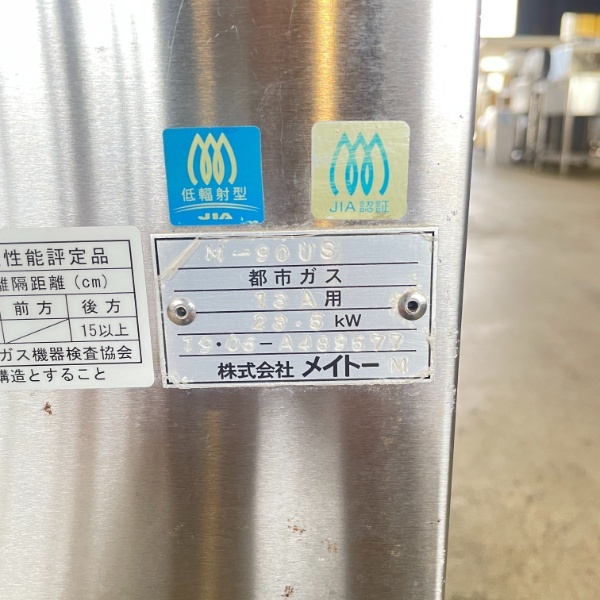 低輻射型
JIA
JIA 認証
性能評定品
離隔距離(cm)
前方 後方
15以上
ガス機器検査協会
構造とすること
M-90US
都市ガス
13A用
23.5kW
19・05-A489577
株式会社 メイトー M